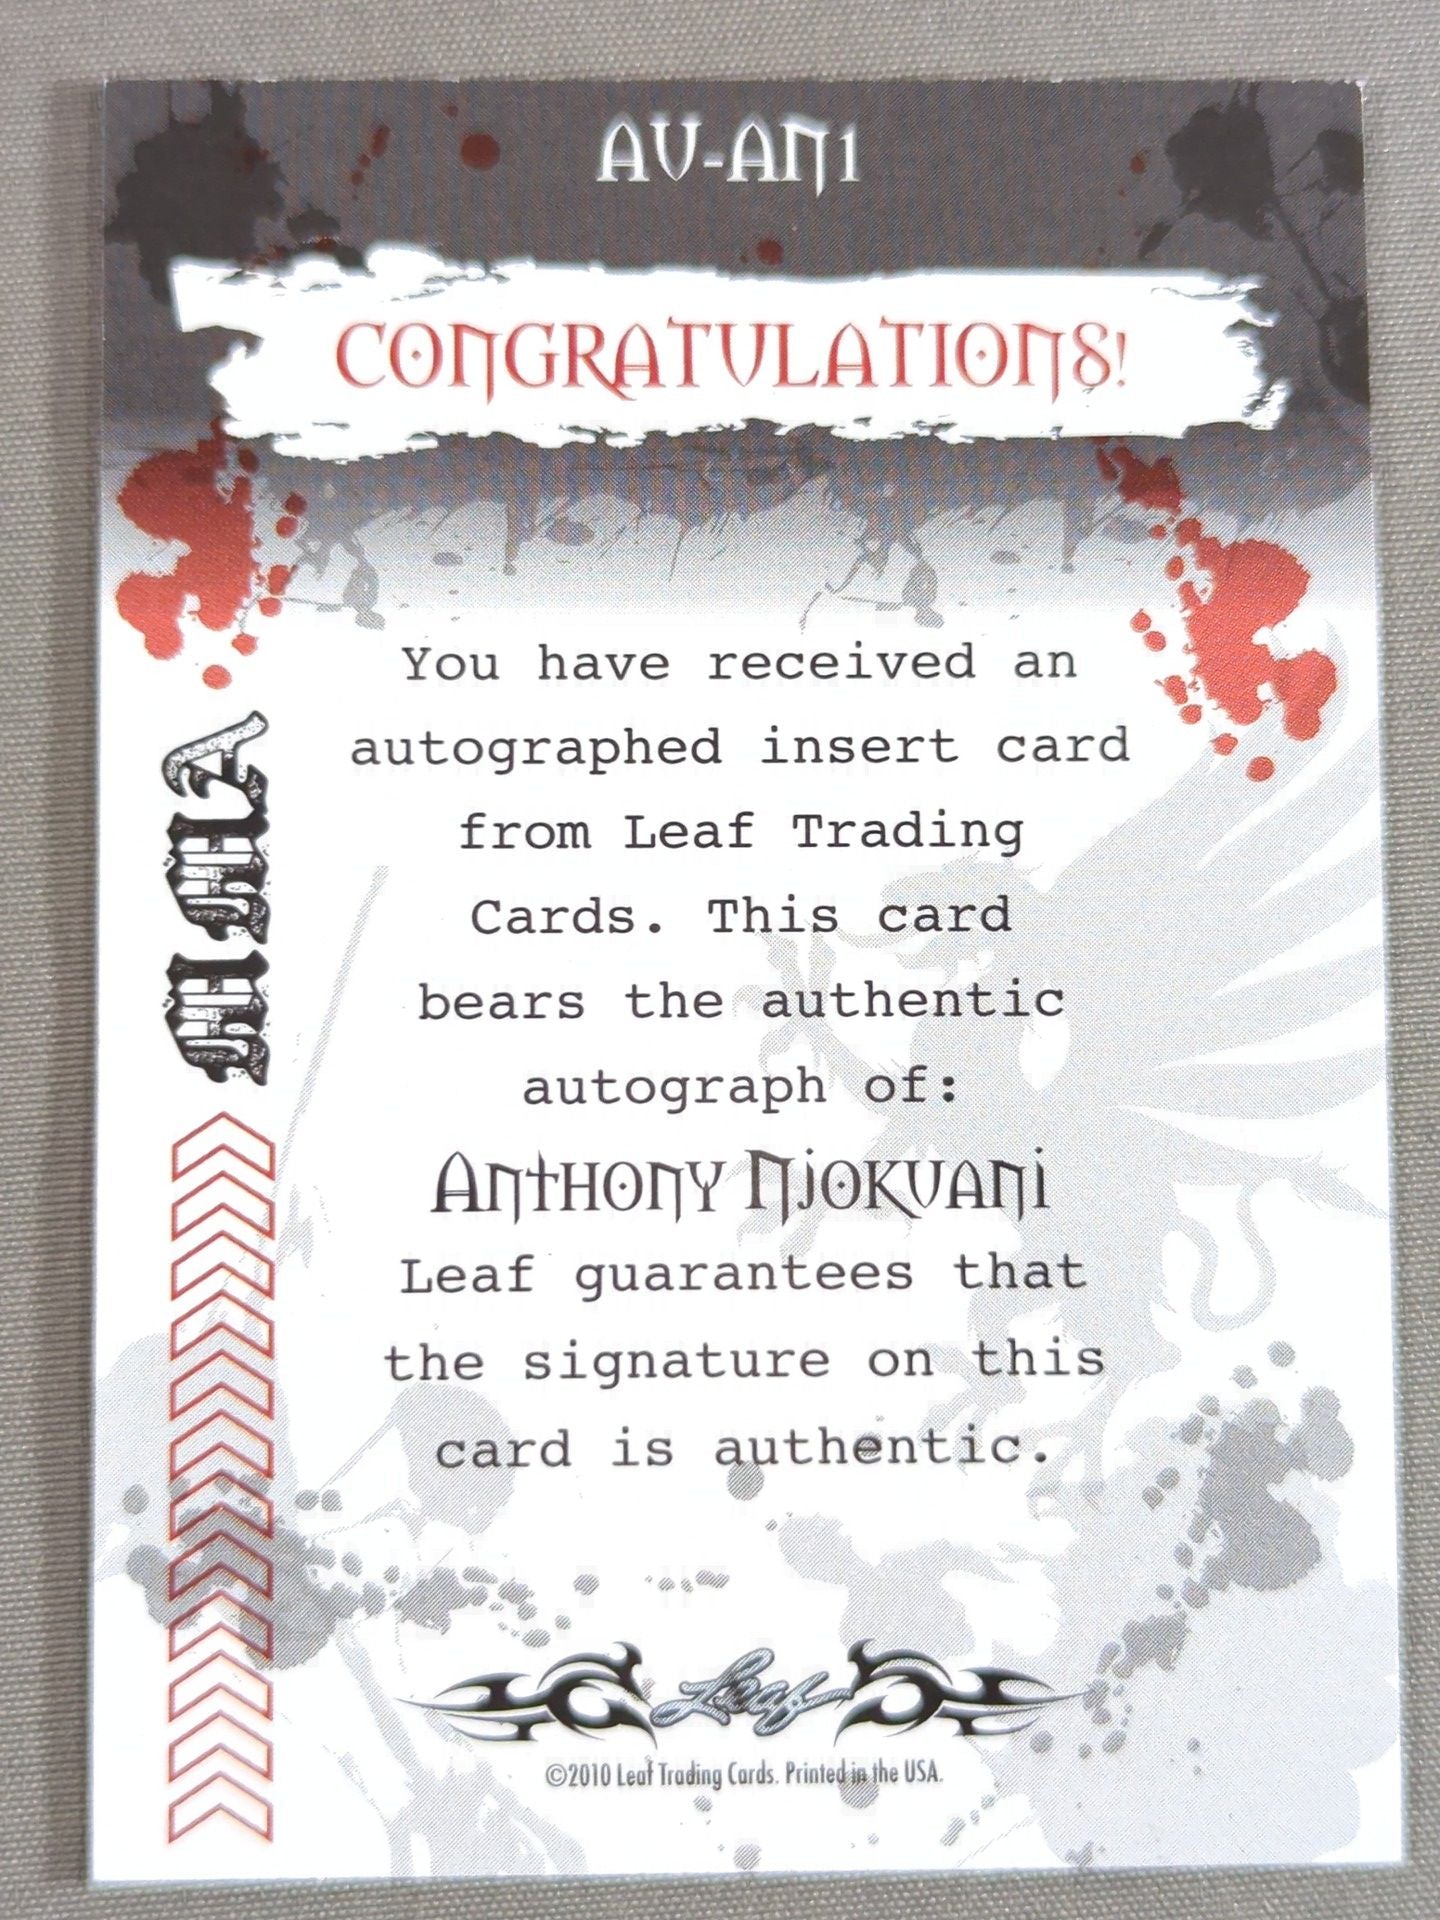 AU-AN1
CONGRATULATIONS!
You have received an
autographed insert card
from Leaf Trading
Cards. This card
bears the authentic
autograph of:
Anthony Njokuani
Leaf guarantees that
the signature on this
card is authentic.
MMA
Leaf
©2010 Leaf Trading Cards. Printed in the USA.